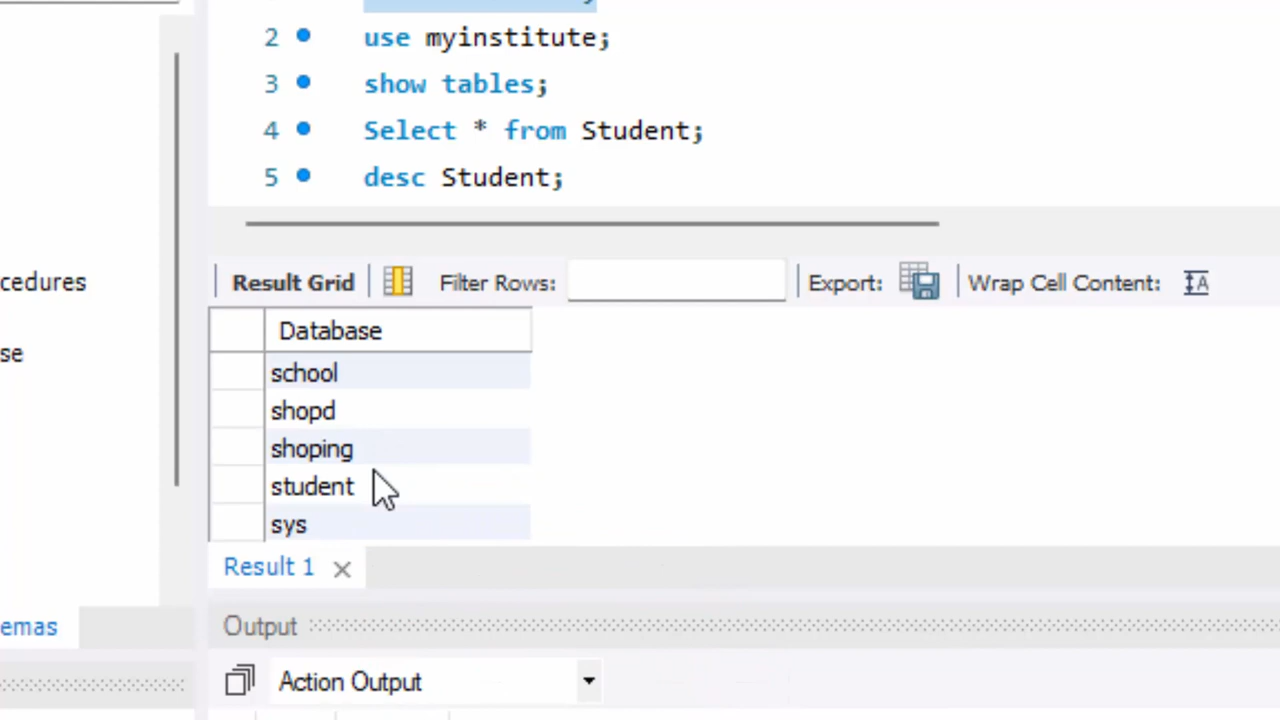 2 use myinstitute;
3 show tables;
4 Select * from Student;
5 desc Student;
cedures
se
Result Grid Filter Rows: Export: Wrap Cell Content:
Database
school
shopd
shoping
student
sys
Result 1
emas
Output
Action Output